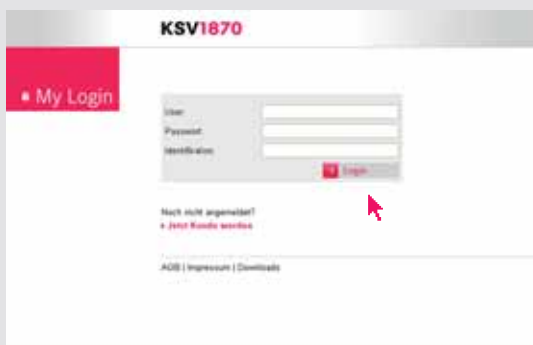 KSV1870
My Login
User
Passwort
Identifikation
Login
Noch nicht angemeldet?
Jetzt Kunde werden
AGB | Impressum | Downloads